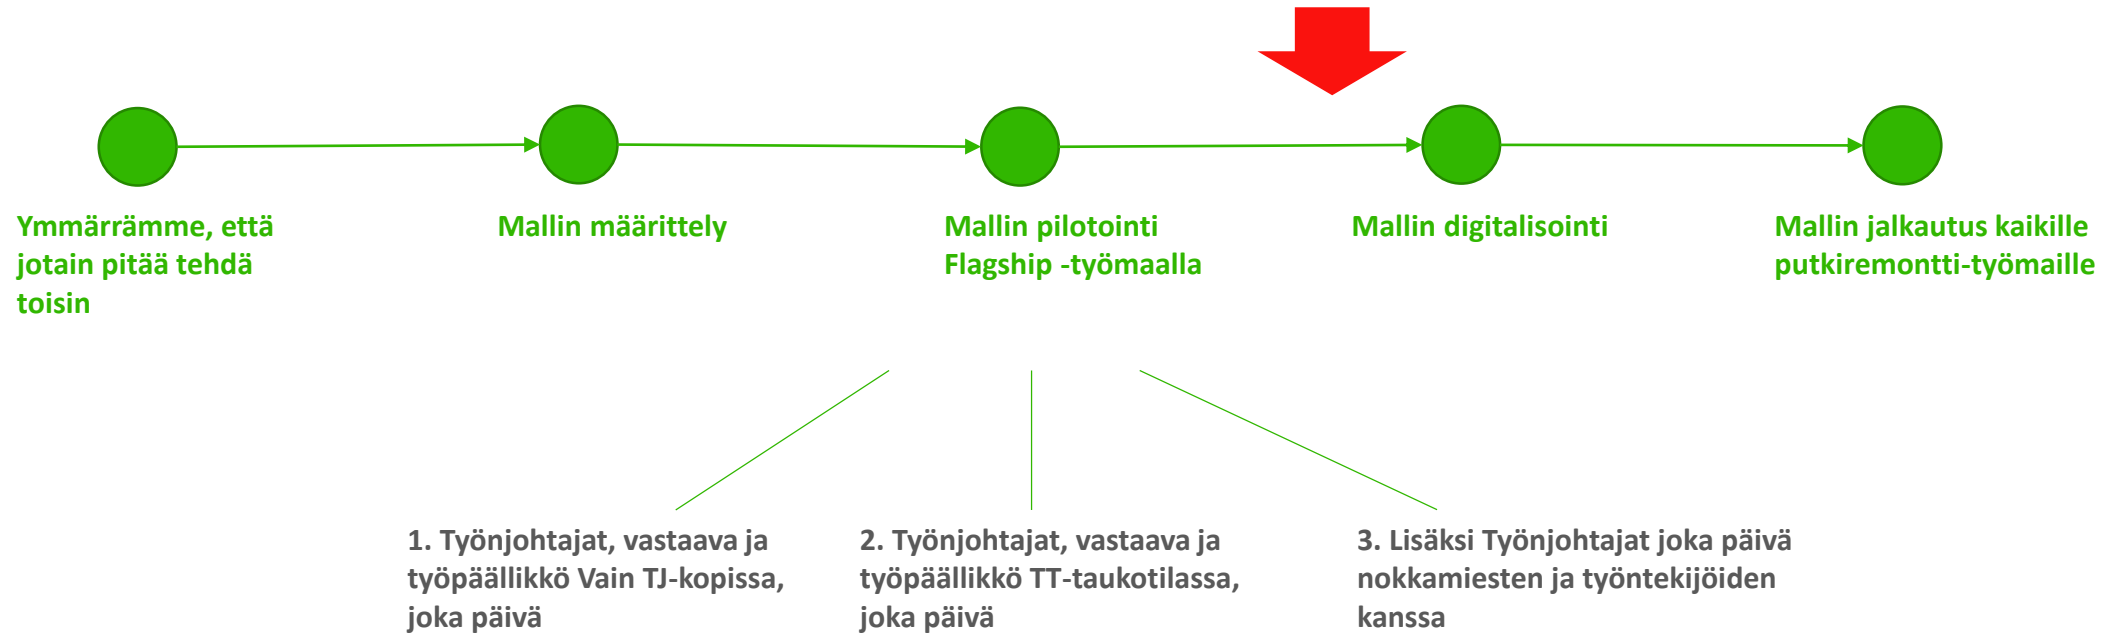 Ymmärrämme, että
jotain pitää tehdä
toisin
Mallin määrittely
Mallin pilotointi
Flagship -työmaalla
Mallin digitalisointi
Mallin jalkautus kaikille
putkiremontti-työmaille
1. Työnjohtajat, vastaava ja
työpäällikkö Vain TJ-kopissa,
joka päivä
2. Työnjohtajat, vastaava ja
työpäällikkö TT-taukotilassa,
joka päivä
3. Lisäksi Työnjohtajat joka päivä
nokkamiesten ja työntekijöiden
kanssa